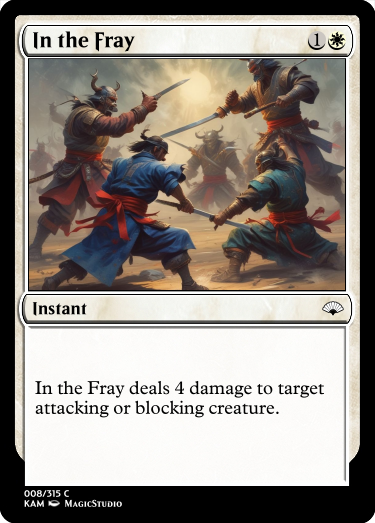 In the Fray 1
Instant
In the Fray deals 4 damage to target
attacking or blocking creature.
008/315 C
KAM MagicStudio